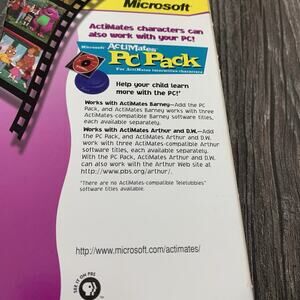 Microsoft
ActiMates characters can
also work with your PC!
Microsoft ActiMates
PC Pack
For ActiMates interactive characters
Help your child learn
more with the PC!*
Works with ActiMates Barney—Add the PC
Pack, and ActiMates Barney works with three
ActiMates-compatible Barney software titles,
each available separately.
Works with ActiMates Arthur and D.W.—Add
the PC Pack, and ActiMates Arthur and D.W.
work with three ActiMates-compatible Arthur
software titles, each available separately.
With the PC Pack, ActiMates Arthur and D.W.
can also work with the Arthur Web site at
http://www.pbs.org/arthur/.
*There are no ActiMates-compatible Teletubbies™
software titles available.
http://www.microsoft.com/actimates/
SEE IT ON PBS